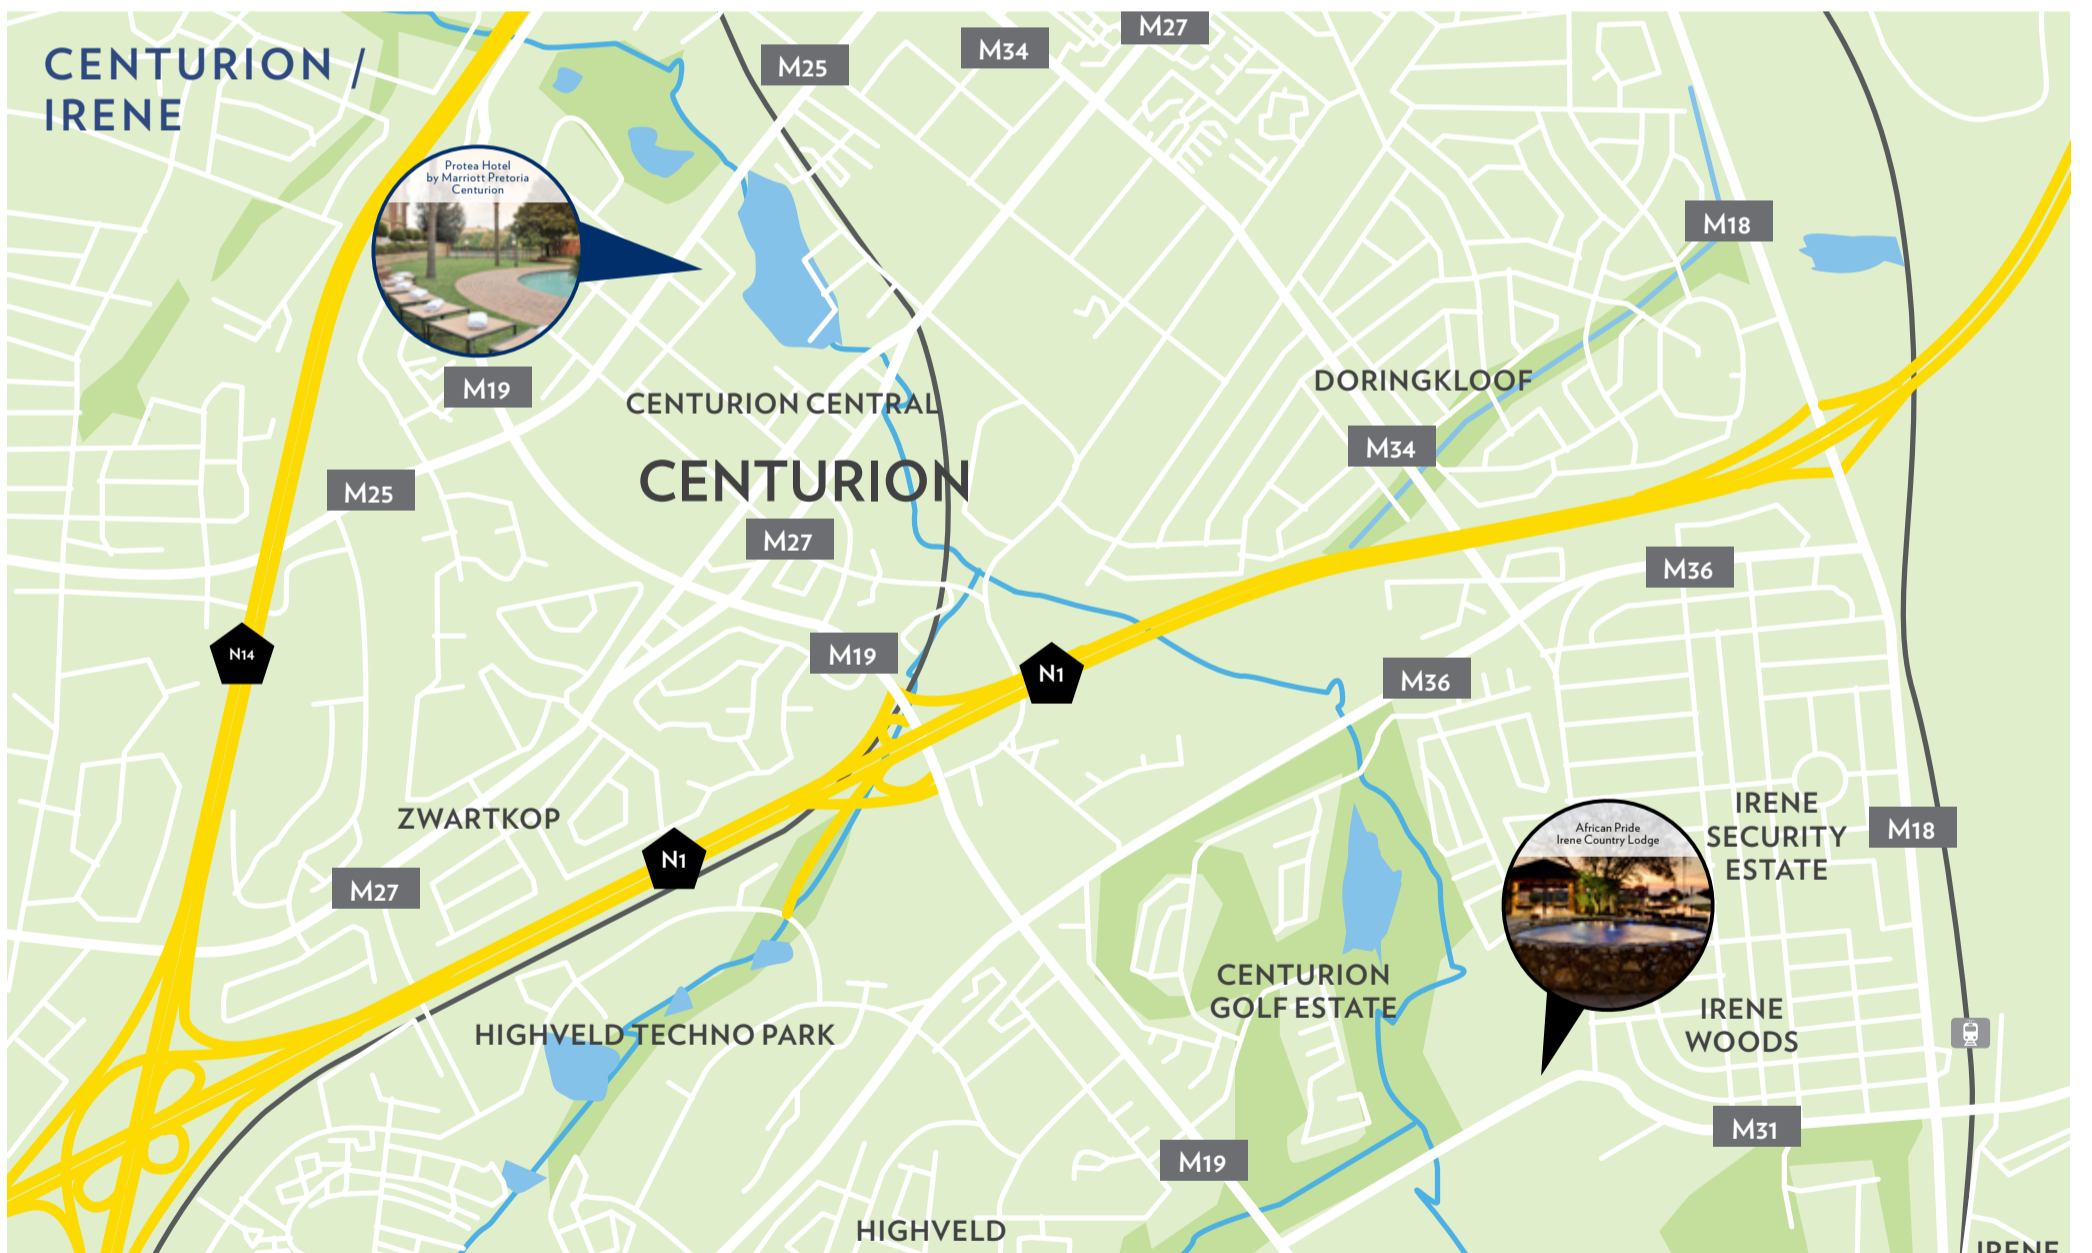 CENTURION /
IRENE
M27
M34
M25
Protea Hotel
by Marriott Pretoria
Centurion
M18
DORINGKLOOF
M19
CENTURION CENTRAL
M34
CENTURION
M25
M27
M36
N14
M19
N1
M36
IRENE
SECURITY
ESTATE
ZWARTKOP
African Pride
Irene Country Lodge
M18
N1
M27
CENTURION
GOLF ESTATE
IRENE
WOODS
HIGHVELD TECHNO PARK
M31
M19
HIGHVELD
IRENE